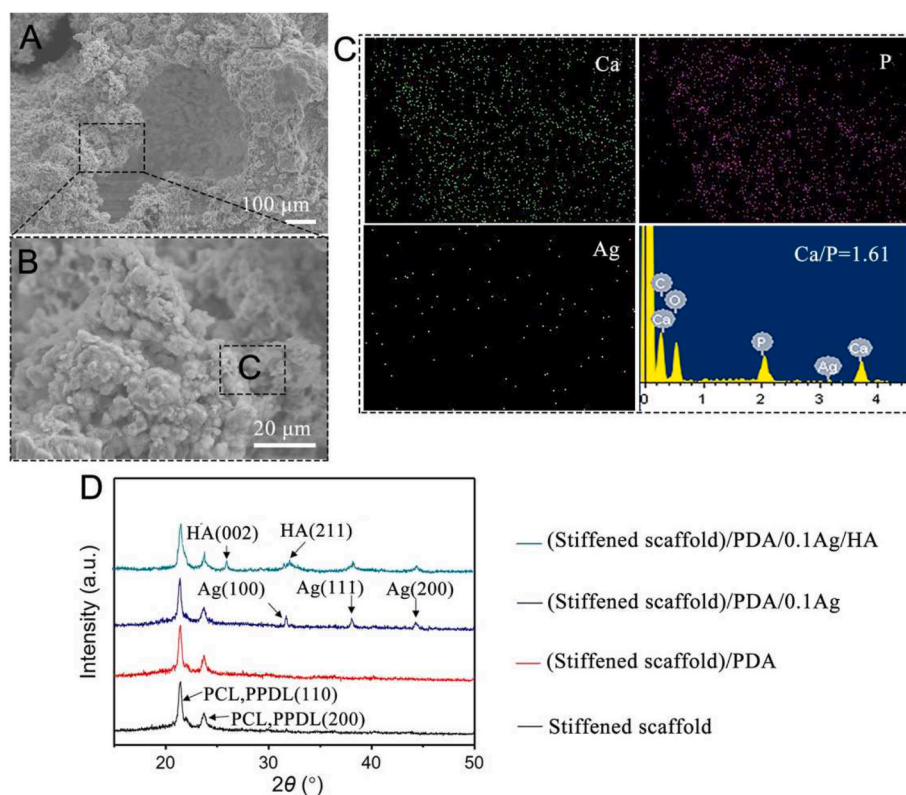 A
100 μm
B
C
20 μm
C
Ca
P
Ag
Ca/P=1.61
C
O
Ca
P
Ag
Ca
0 1 2 3 4
D
HA(002)
HA(211)
Ag(100)
Ag(111)
Ag(200)
PCL,PPDL(110)
PCL,PPDL(200)
Intensity (a.u.)
20 30 40 50
2θ (°)
(Stiffened scaffold)/PDA/0.1Ag/HA
(Stiffened scaffold)/PDA/0.1Ag
(Stiffened scaffold)/PDA
Stiffened scaffold